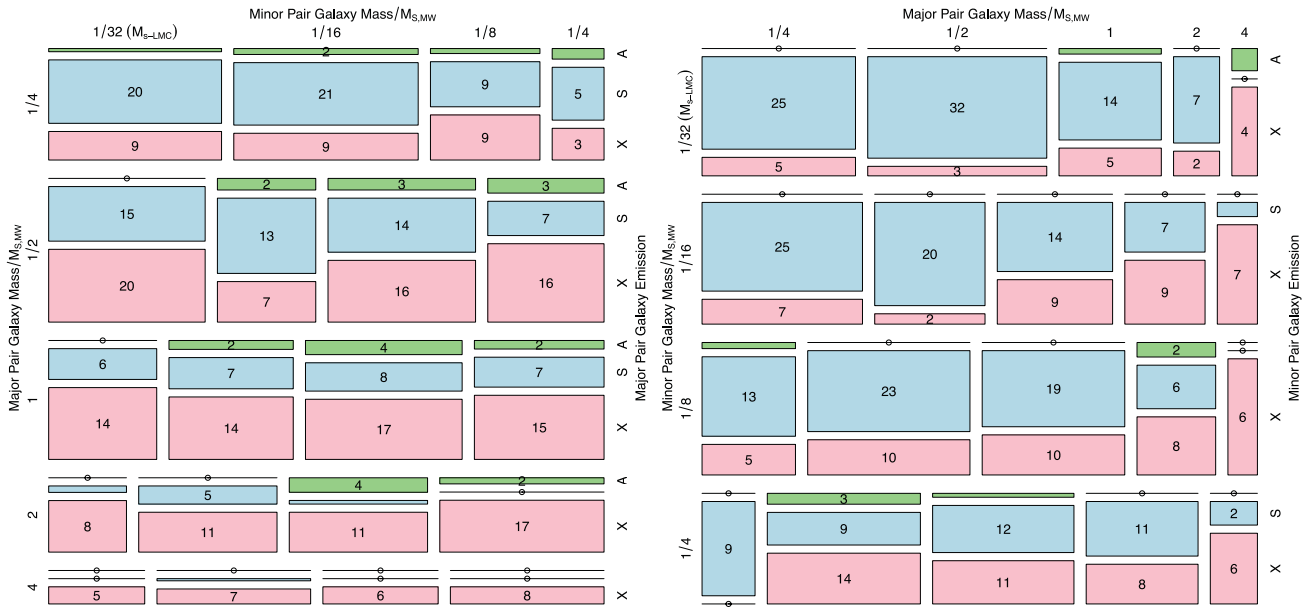 Minor Pair Galaxy Mass/M_S,MW
1/32 (M_s−LMC) 1/16 1/8 1/4
Major Pair Galaxy Mass/M_S,MW
1/4 1/2 1 2 4
2
A
20 21 9 5
S
9 9 9 3
X
2 3 3
A
15 13 14 7
S
20 7 16 16
X
2 4 2
A
6 7 8 7
S
14 14 17 15
X
4 2
A
5
8 11 11 17
X
5 7 6 8
X
Major Pair Galaxy Emission
Major Pair Galaxy Mass/M_S,MW
1/4 1/2 1 2 4
Minor Pair Galaxy Mass/M_S,MW
1/32 (M_s−LMC) 1/16 1/8 1/4
A
25 32 14 7
5 3 5 2 4
X
25 20 14 7
S
7 2 9 9 7
X
2
13 23 19 6
5 10 10 8 6
X
3
9 9 12 11 2
S
14 11 8 6
X
Minor Pair Galaxy Emission